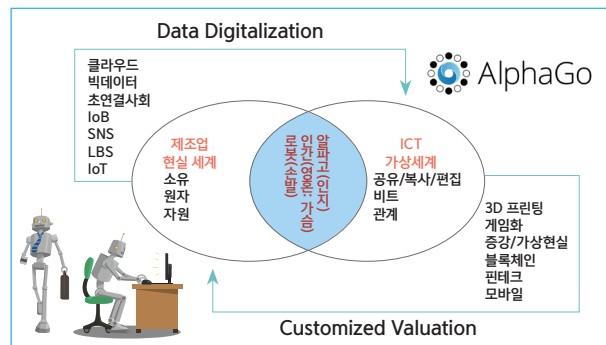 Data Digitalization
클라우드
빅데이터
초연결사회
IoB
SNS
LBS
IoT
AlphaGo
제조업
현실 세계
소유
원자
자원
알파고(인지)
인간(영혼: 가슴)
로봇(손발)
ICT
가상세계
공유/복사/편집
비트
관계
3D 프린팅
게임화
증강/가상현실
블록체인
핀테크
모바일
Customized Valuation